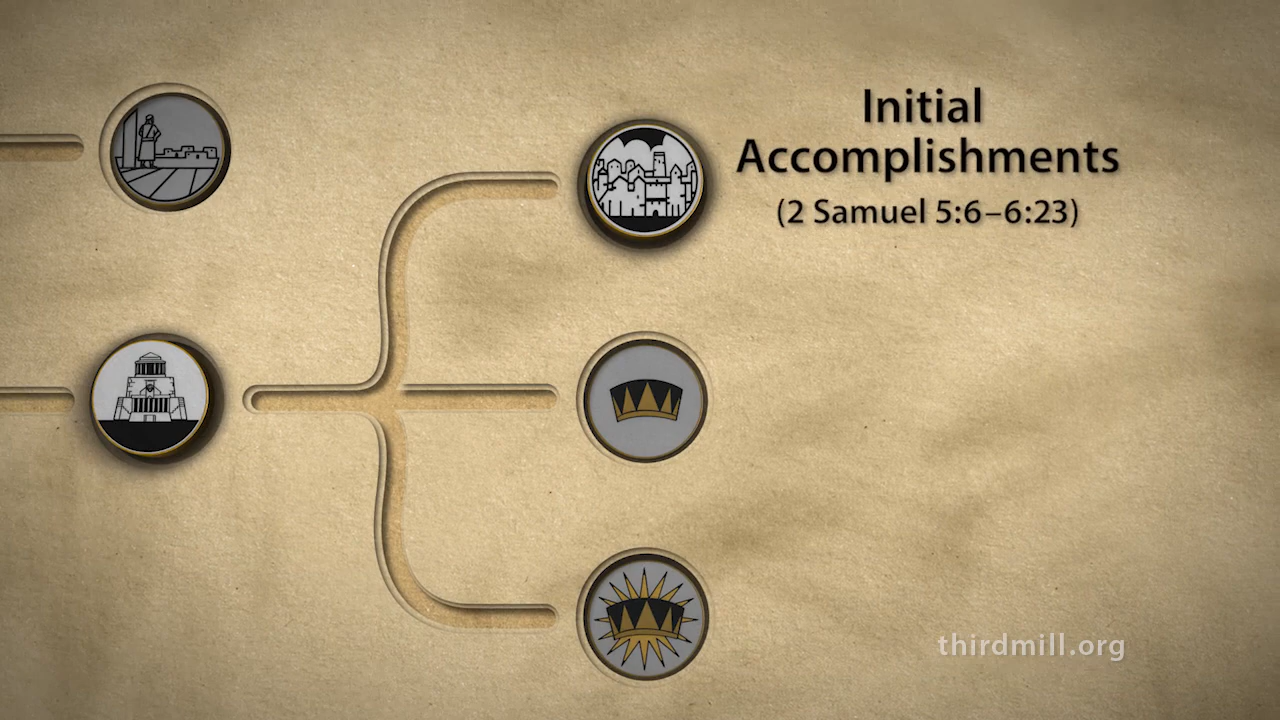 Initial
Accomplishments
(2 Samuel 5:6–6:23)
thirdmill.org